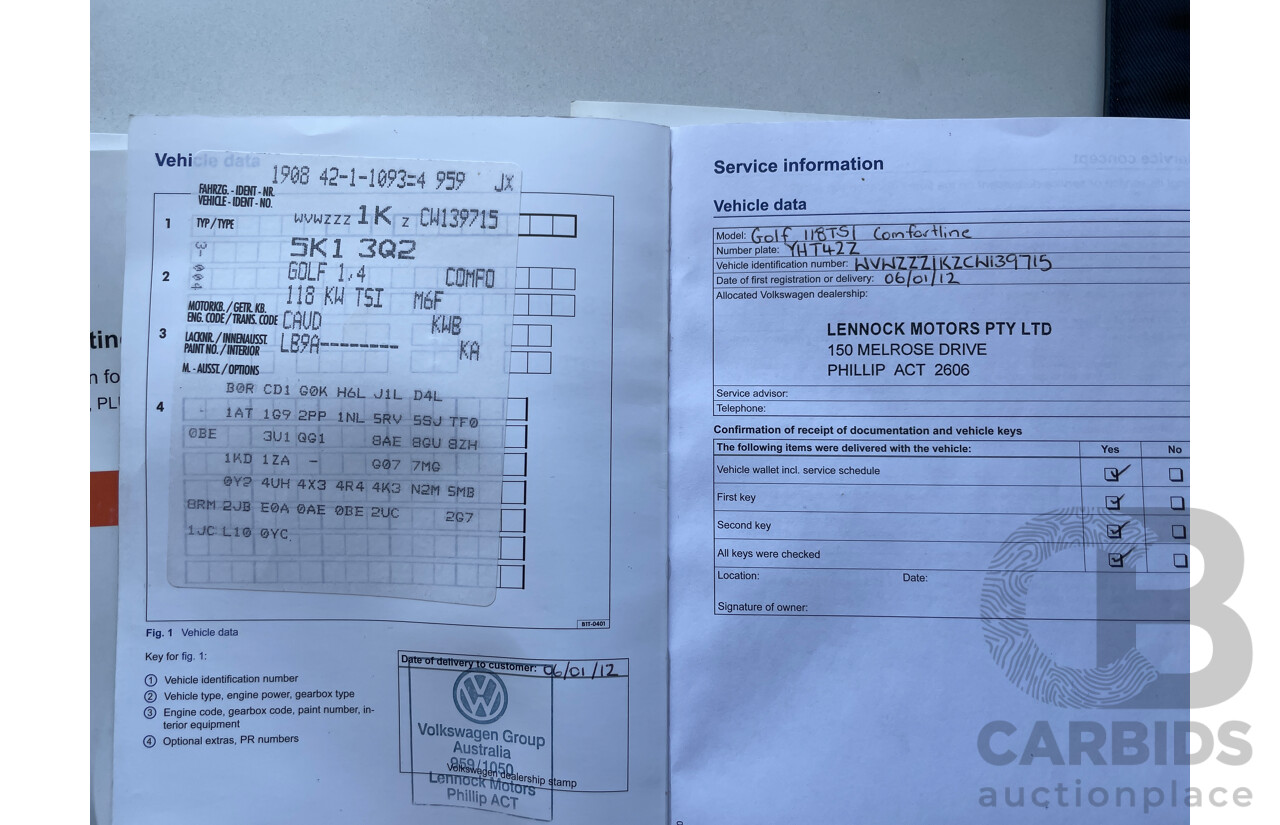 tin
n fo
, PL
Vehicle data
1908 42-1-1093=4 959 JX
FAHRZG. - IDENT - NR.
VEHICLE - IDENT - NO.
1 TYP / TYPE WVWZZZ 1K Z CW139715
5K1 3Q2
2 GOLF 1,4 COMFO
118 KW TSI M6F
MOTORKB. / GETR. KB.
ENG. CODE / TRANS. CODE CAUD KWB
3 LACKNR. / INNENAUSST.
PAINT NO. / INTERIOR LB9A-------- KA
M. - AUSST. / OPTIONS
B0R CD1 G0K H6L J1L D4L
4 - 1AT 1G9 2PP 1NL 5RV 5SJ TF0
0BE 3U1 QG1 8AE 8GU 8ZH
1KD 1ZA - G07 7MG
0Y2 4UH 4X3 4R4 4K3 N2M 5MB
8RM 2JB E0A 0AE 0BE 2UC 2G7
1JC L10 0YC
B1T-0401
Fig. 1 Vehicle data
Key for fig. 1:
1 Vehicle identification number
2 Vehicle type, engine power, gearbox type
3 Engine code, gearbox code, paint number, in-
terior equipment
4 Optional extras, PR numbers
Date of delivery to customer: 06/01/12
Volkswagen Group
Australia
959/1050
Volkswagen dealership stamp
Lennock Motors
Phillip ACT
Service information
Vehicle data
Model: Golf 118TSI Comfortline
Number plate: YHT42Z
Vehicle identification number: WVWZZZ1KZCW139715
Date of first registration or delivery: 06/01/12
Allocated Volkswagen dealership:
LENNOCK MOTORS PTY LTD
150 MELROSE DRIVE
PHILLIP ACT 2606
Service advisor:
Telephone:
Confirmation of receipt of documentation and vehicle keys
The following items were delivered with the vehicle: Yes No
Vehicle wallet incl. service schedule
First key
Second key
All keys were checked
Location: Date:
Signature of owner:
CARBIDS
auctionplace